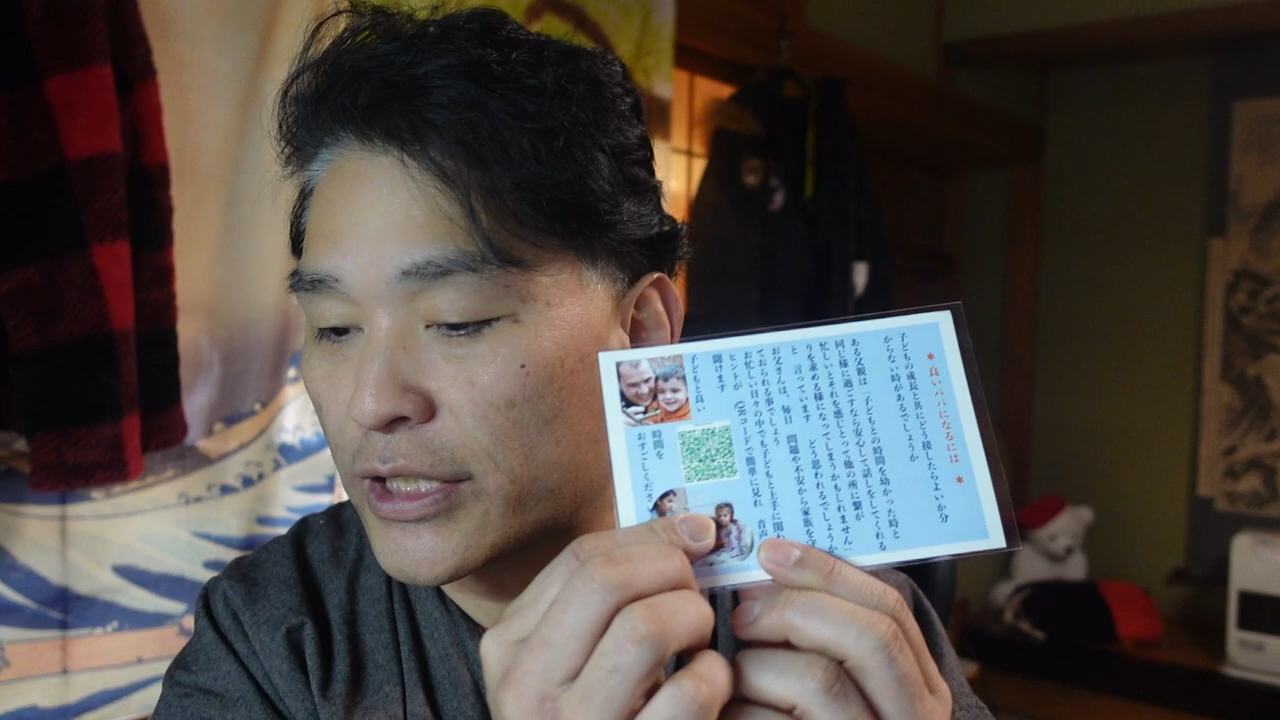 * 良いパパになるには *
子どもの成長と共にどう接したらよいか分
からない時があるでしょうか
ある父親は「子どもとの時間を幼かった時と
同じ様に過ごすなら安心して話しをしてくれる
忙しいとそれを感じとって他の所に繋が
りを求める様になってしまうかもしれません」
と 言っています どう思われるでしょうか
お父さんは、毎日 問題や不安から家族を守
ておられる事でしょう
お忙しい日々の中でも子どもと上手に関わ
ヒントが QRコードで簡単に見れ 音声
聞けます
子どもと良い
時間を
おすごしくださ